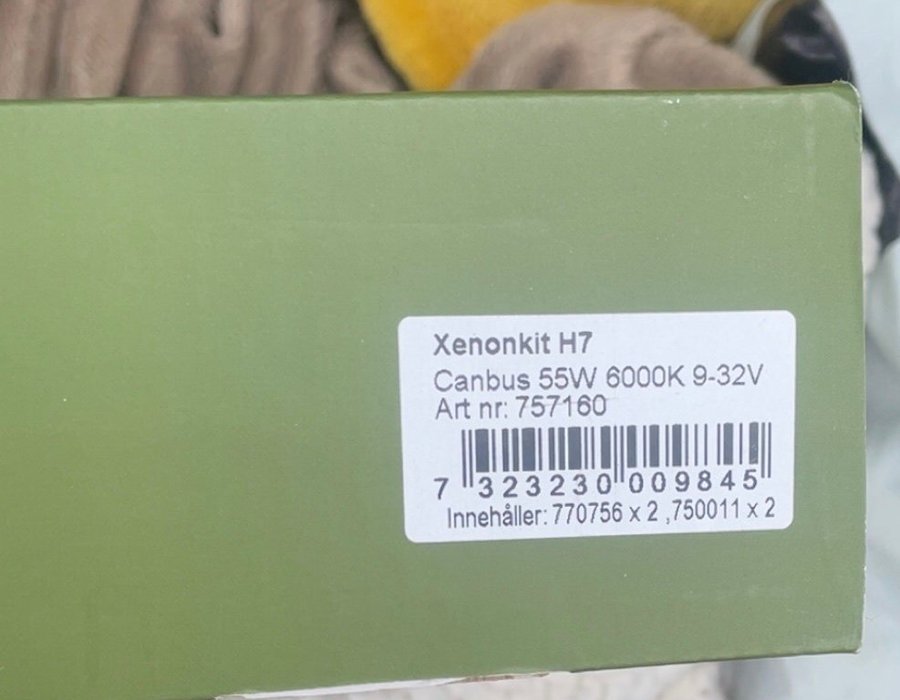 Xenonkit H7
Canbus 55W 6000K 9-32V
Art nr: 757160
7 323230 009845
Innehåller: 770756 x 2 ,750011 x 2